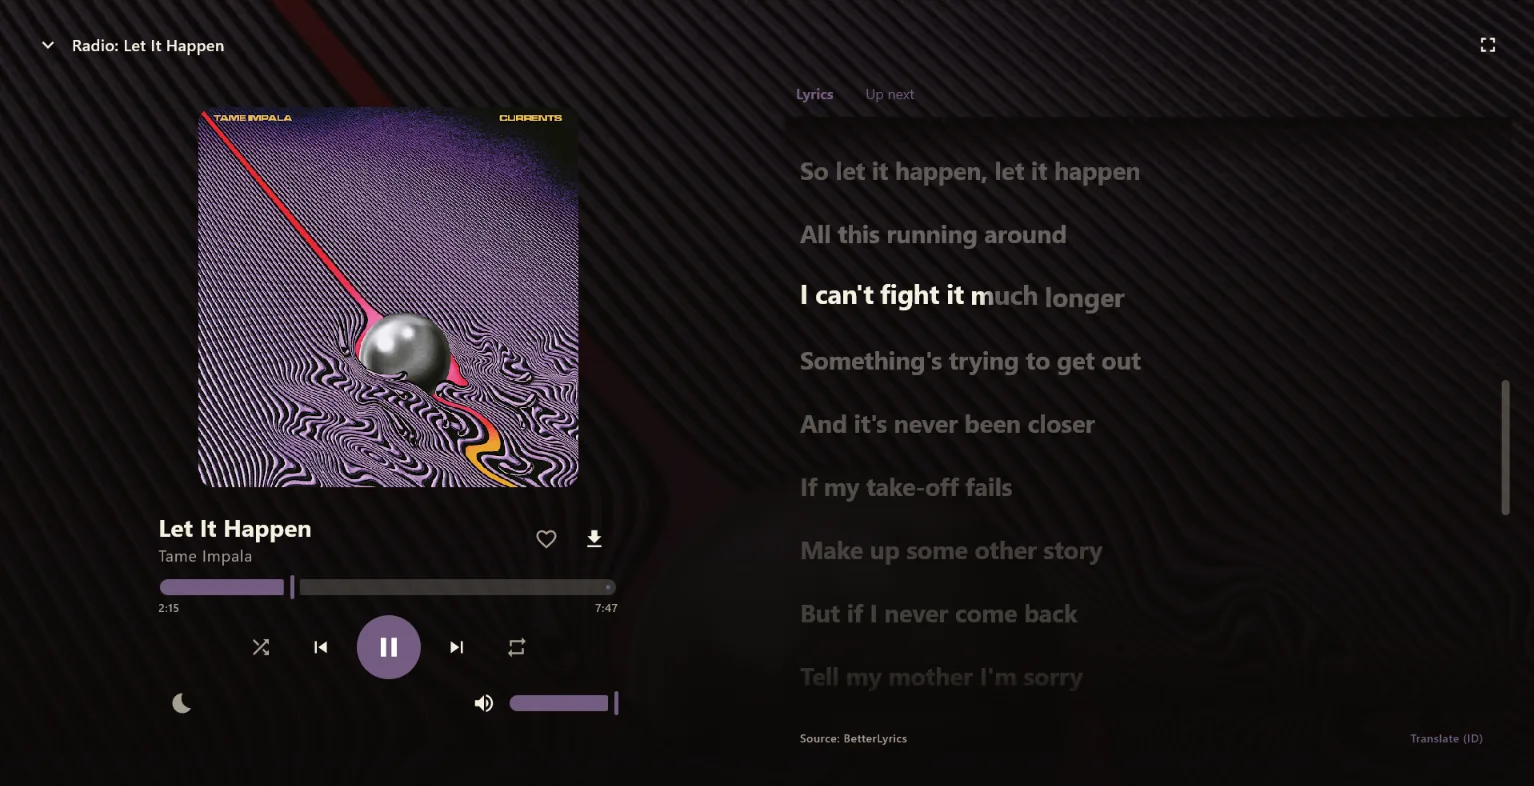 Radio: Let It Happen
TAME IMPALA
CURRENTS
Let It Happen
Tame Impala
2:15
7:47
Lyrics
Up next
So let it happen, let it happen
All this running around
I can't fight it much longer
Something's trying to get out
And it's never been closer
If my take-off fails
Make up some other story
But if I never come back
Tell my mother I'm sorry
Source: BetterLyrics
Translate (ID)